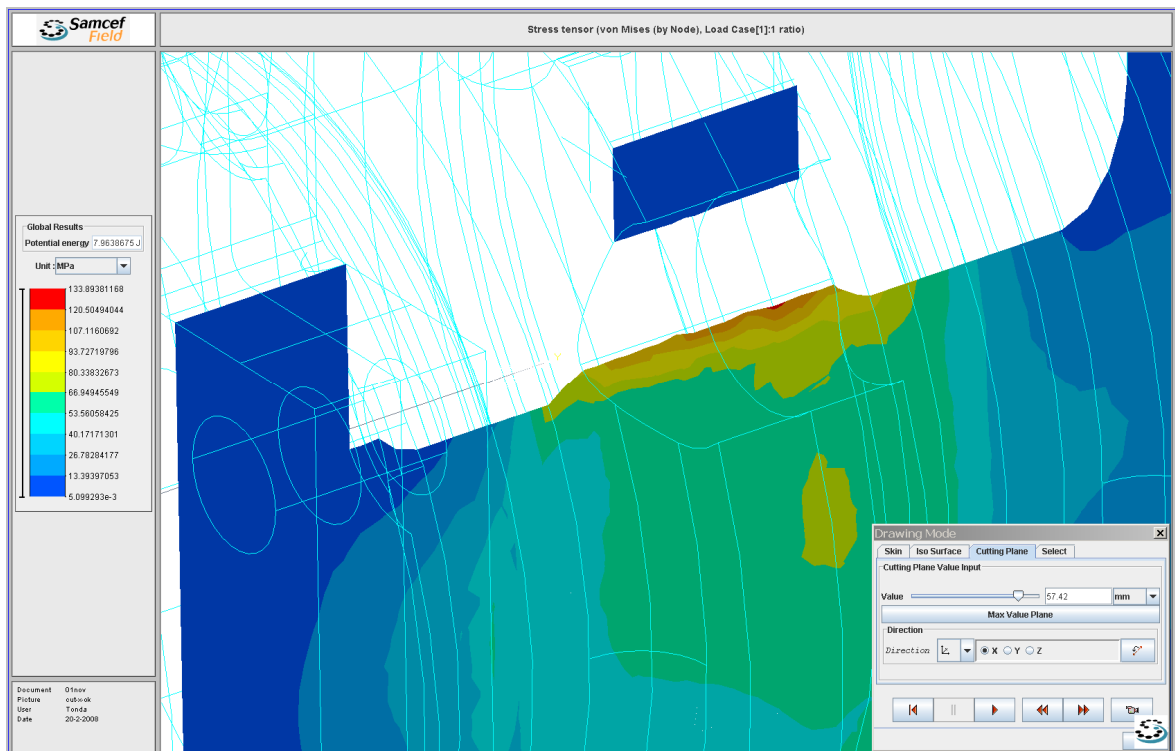 Samcef
Field
Stress tensor (von Mises (by Node), Load Case[1]:1 ratio)
Global Results
Potential energy 7.9638675 J
Unit : MPa
133.89381168
120.50494044
107.1160692
93.72719796
80.33832673
66.94945549
53.56058425
40.17171301
26.78284177
13.39397053
5.099293e-3
Y
Document 01nov
Picture cut-x-ok
User Tonda
Date 20-2-2008
Drawing Mode
Skin Iso Surface Cutting Plane Select
Cutting Plane Value Input
Value 57.42 mm
Max Value Plane
Direction
Direction X Y Z